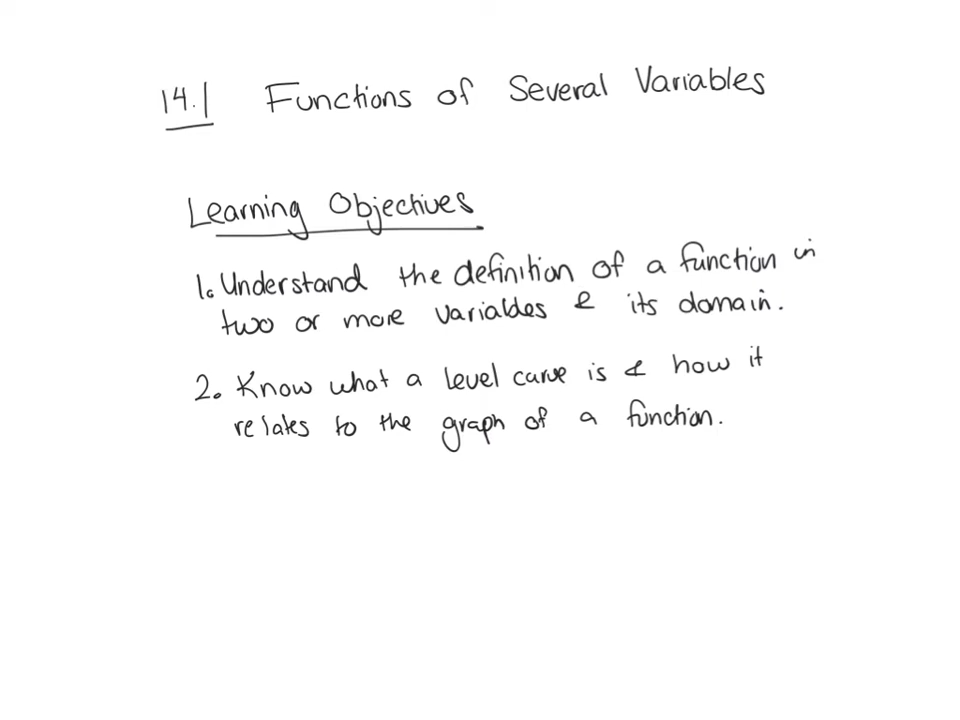 14.1 Functions of Several Variables
Learning Objectives
1. Understand the definition of a function in
two or more variables & its domain.
2. Know what a level curve is & how it
relates to the graph of a function.